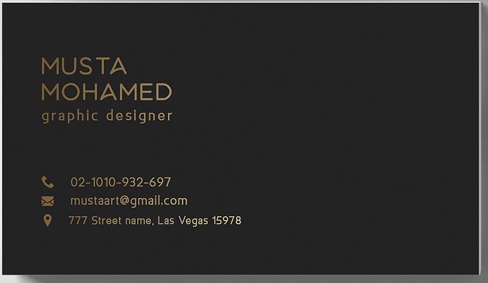 MUSTA
MOHAMED
graphic designer
02-1010-932-697
mustaart@gmail.com
777 Street name, Las Vegas 15978